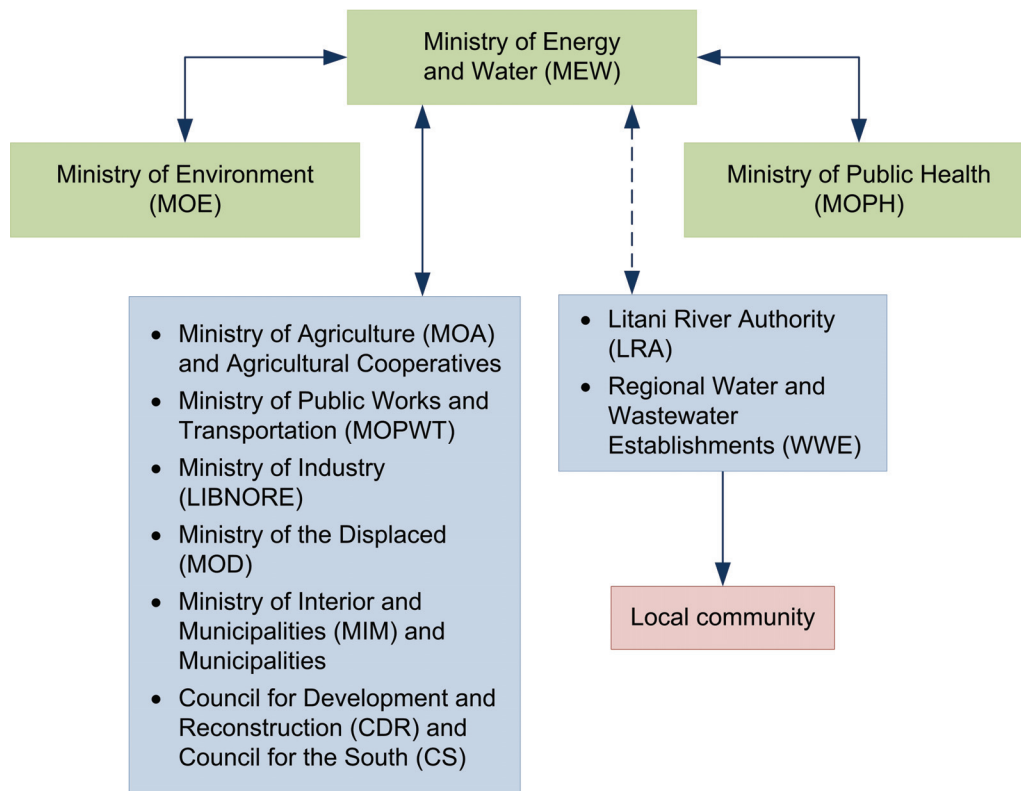 Ministry of Energy
and Water (MEW)
Ministry of Environment
(MOE)
Ministry of Public Health
(MOPH)
• Ministry of Agriculture (MOA)
and Agricultural Cooperatives
• Ministry of Public Works and
Transportation (MOPWT)
• Ministry of Industry
(LIBNORE)
• Ministry of the Displaced
(MOD)
• Ministry of Interior and
Municipalities (MIM) and
Municipalities
• Council for Development and
Reconstruction (CDR) and
Council for the South (CS)
• Litani River Authority
(LRA)
• Regional Water and
Wastewater
Establishments (WWE)
Local community